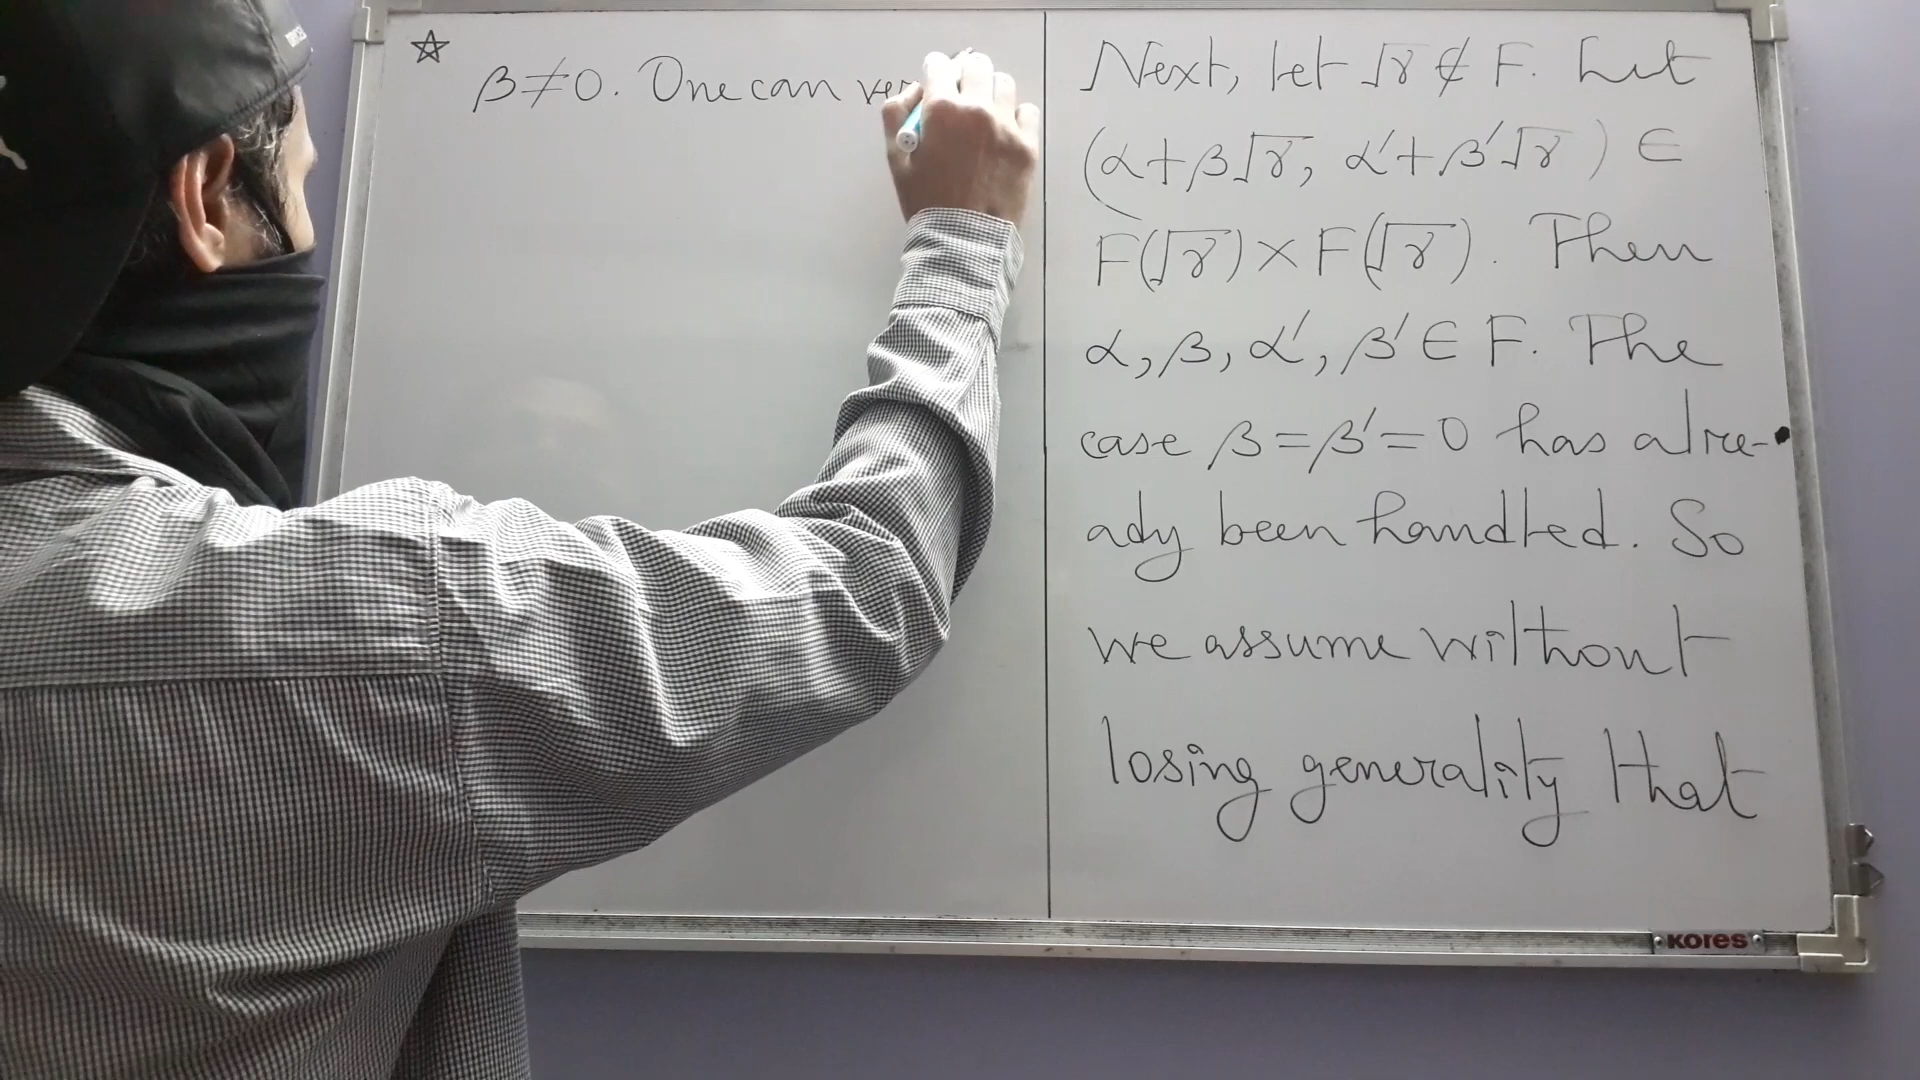 β≠0. One can
Next, let √γ ∉ F. Let
(α+β√γ, α'+β'√γ) ∈
F(√γ)×F(√γ). Then
α, β, α', β' ∈ F. The
case β=β'=0 has alre-
ady been handled. So
we assume without
losing generality that
KORES